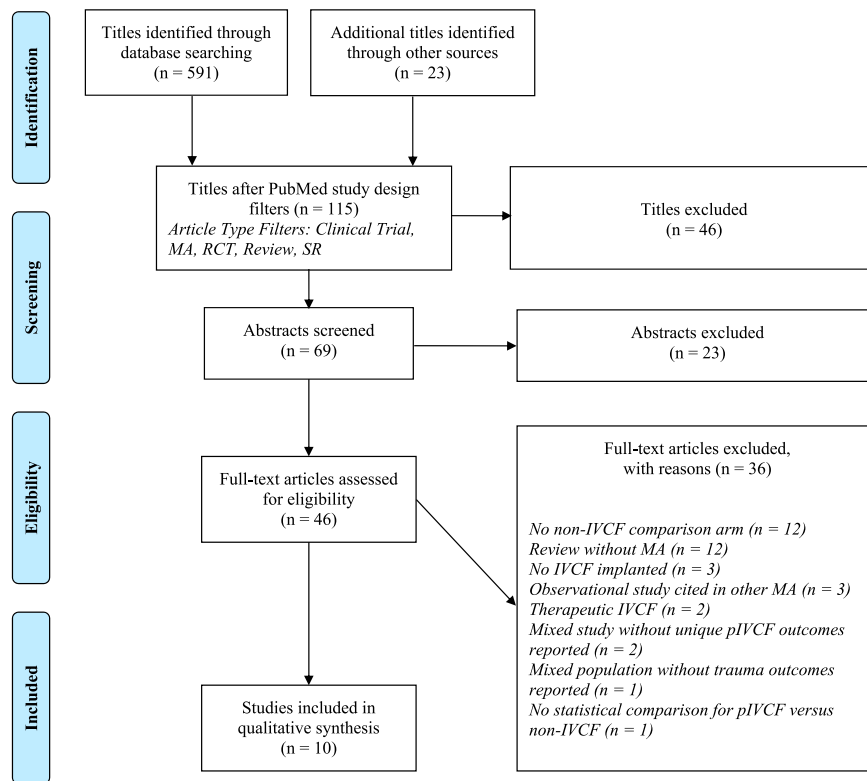 Identification
Titles identified through
database searching
(n = 591)
Additional titles identified
through other sources
(n = 23)
Titles after PubMed study design
filters (n = 115)
Article Type Filters: Clinical Trial,
MA, RCT, Review, SR
Titles excluded
(n = 46)
Screening
Abstracts screened
(n = 69)
Abstracts excluded
(n = 23)
Eligibility
Full-text articles assessed
for eligibility
(n = 46)
Full-text articles excluded,
with reasons (n = 36)
No non-IVCF comparison arm (n = 12)
Review without MA (n = 12)
No IVCF implanted (n = 3)
Observational study cited in other MA (n = 3)
Therapeutic IVCF (n = 2)
Mixed study without unique pIVCF outcomes
reported (n = 2)
Mixed population without trauma outcomes
reported (n = 1)
No statistical comparison for pIVCF versus
non-IVCF (n = 1)
Included
Studies included in
qualitative synthesis
(n = 10)